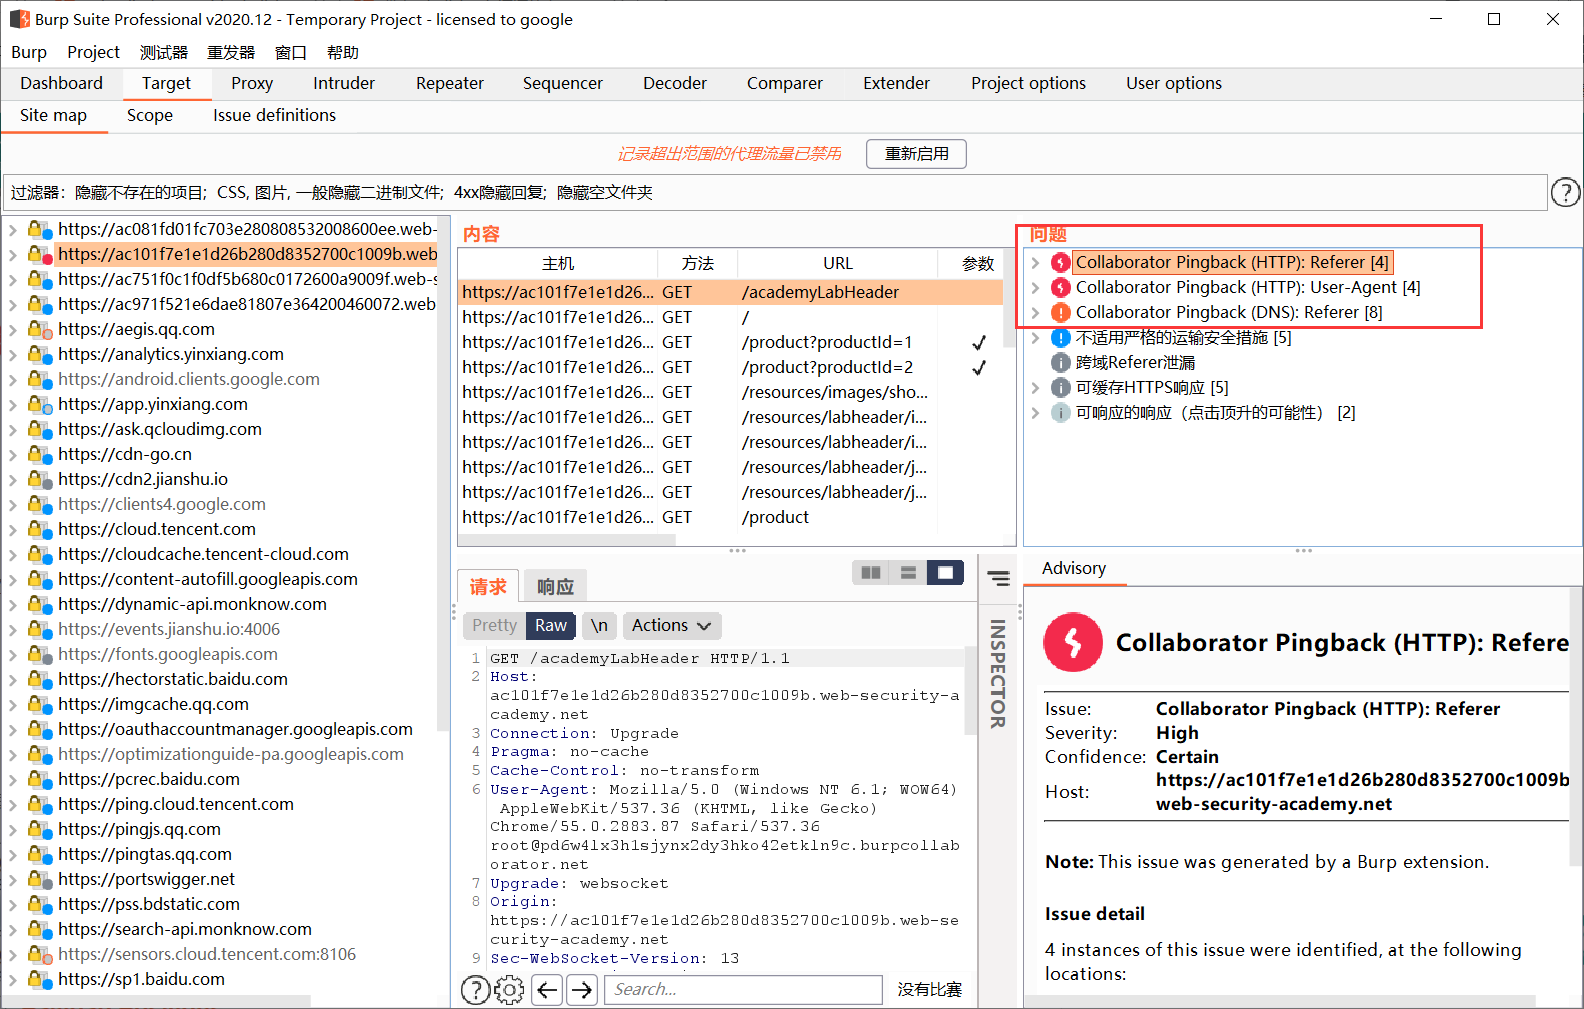 Burp Suite Professional v2020.12 - Temporary Project - licensed to google
Burp Project 测试器 重发器 窗口 帮助
Dashboard Target Proxy Intruder Repeater Sequencer Decoder Comparer Extender Project options User options
Site map Scope Issue definitions
记录超出范围的代理流量已禁用 重新启用
过滤器：隐藏不存在的项目; CSS, 图片, 一般隐藏二进制文件; 4xx隐藏回复; 隐藏空文件夹
?
https://ac081fd01fc703e280808532008600ee.web-
https://ac101f7e1e1d26b280d8352700c1009b.web
https://ac751f0c1f0df5b680c0172600a9009f.web-s
https://ac971f521e6dae81807e364200460072.web
https://aegis.qq.com
https://analytics.yinxiang.com
https://android.clients.google.com
https://app.yinxiang.com
https://ask.qcloudimg.com
https://cdn-go.cn
https://cdn2.jianshu.io
https://clients4.google.com
https://cloud.tencent.com
https://cloudcache.tencent-cloud.com
https://content-autofill.googleapis.com
https://dynamic-api.monknow.com
https://events.jianshu.io:4006
https://fonts.googleapis.com
https://hectorstatic.baidu.com
https://imgcache.qq.com
https://oauthaccountmanager.googleapis.com
https://optimizationguide-pa.googleapis.com
https://pcrec.baidu.com
https://ping.cloud.tencent.com
https://pingjs.qq.com
https://pingtas.qq.com
https://portswigger.net
https://pss.bdstatic.com
https://search-api.monknow.com
https://sensors.cloud.tencent.com:8106
https://sp1.baidu.com
内容
主机 方法 URL 参数
https://ac101f7e1e1d26... GET /academyLabHeader
https://ac101f7e1e1d26... GET /
https://ac101f7e1e1d26... GET /product?productId=1 ✓
https://ac101f7e1e1d26... GET /product?productId=2 ✓
https://ac101f7e1e1d26... GET /resources/images/sho...
https://ac101f7e1e1d26... GET /resources/labheader/i...
https://ac101f7e1e1d26... GET /resources/labheader/i...
https://ac101f7e1e1d26... GET /resources/labheader/j...
https://ac101f7e1e1d26... GET /resources/labheader/j...
https://ac101f7e1e1d26... GET /product
请求 响应
Pretty Raw \n Actions
1 GET /academyLabHeader HTTP/1.1
2 Host:
ac101f7e1e1d26b280d8352700c1009b.web-security-a
cademy.net
3 Connection: Upgrade
4 Pragma: no-cache
5 Cache-Control: no-transform
6 User-Agent: Mozilla/5.0 (Windows NT 6.1; WOW64)
AppleWebKit/537.36 (KHTML, like Gecko)
Chrome/55.0.2883.87 Safari/537.36
root@pd6w4lx3h1sjynx2dy3hko42etkln9c.burpcollab
orator.net
7 Upgrade: websocket
8 Origin:
https://ac101f7e1e1d26b280d8352700c1009b.web-se
curity-academy.net
9 Sec-WebSocket-Version: 13
? Search... 没有比赛
INSPECTOR
问题
Collaborator Pingback (HTTP): Referer [4]
Collaborator Pingback (HTTP): User-Agent [4]
Collaborator Pingback (DNS): Referer [8]
不适用严格的运输安全措施 [5]
跨域Referer泄漏
可缓存HTTPS响应 [5]
可响应的响应（点击顶升的可能性） [2]
Advisory
Collaborator Pingback (HTTP): Refere
Issue: Collaborator Pingback (HTTP): Referer
Severity: High
Confidence: Certain
Host: https://ac101f7e1e1d26b280d8352700c1009b
web-security-academy.net
Note: This issue was generated by a Burp extension.
Issue detail
4 instances of this issue were identified, at the following
locations: